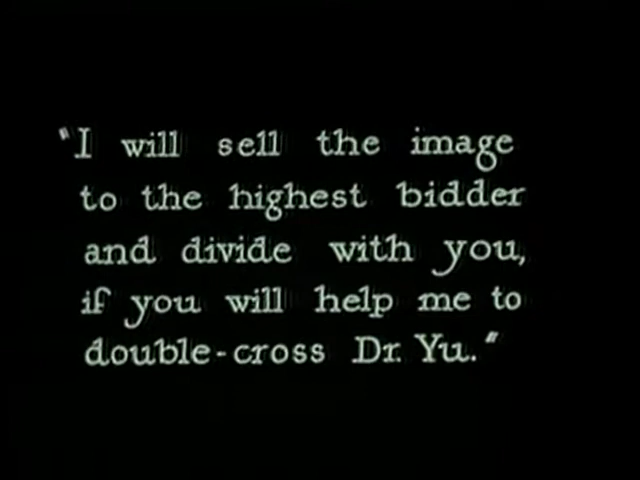 "I will sell the image
to the highest bidder
and divide with you,
if you will help me to
double-cross Dr. Yu."